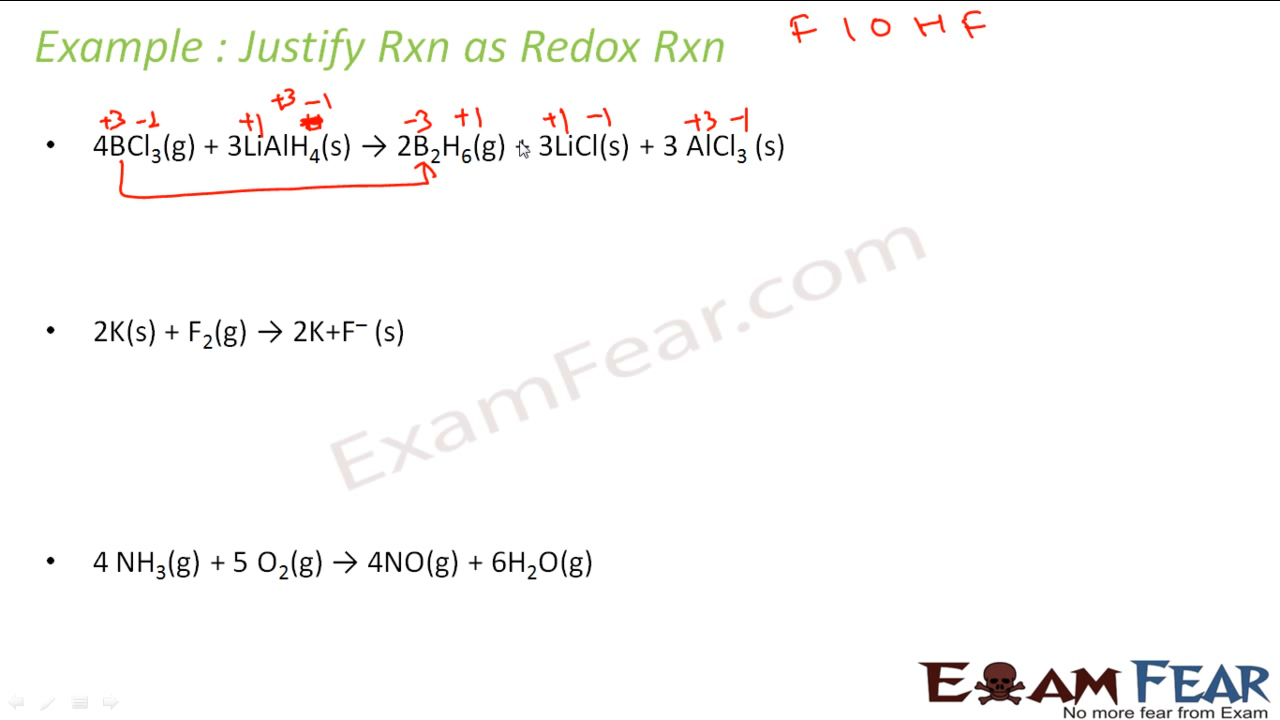 Example : Justify Rxn as Redox Rxn
F I O H F
+3 -1 +1 +3 -1 -3 +1 +1 -1 +3 -1
• 4BCl₃(g) + 3LiAlH₄(s) → 2B₂H₆(g) + 3LiCl(s) + 3 AlCl₃ (s)
ExamFear.com
• 2K(s) + F₂(g) → 2K+F⁻ (s)
• 4 NH₃(g) + 5 O₂(g) → 4NO(g) + 6H₂O(g)
EXAM FEAR
No more fear from Exam